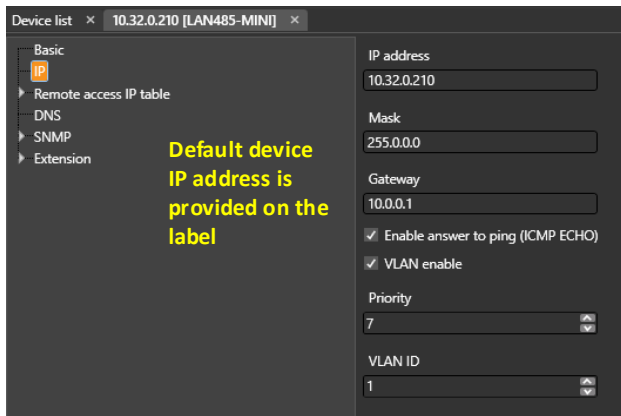 Device list × 10.32.0.210 [LAN485-MINI] ×
Basic
IP
Remote access IP table
DNS
SNMP
Extension
Default device
IP address is
provided on the
label
IP address
10.32.0.210
Mask
255.0.0.0
Gateway
10.0.0.1
Enable answer to ping (ICMP ECHO)
VLAN enable
Priority
7
VLAN ID
1